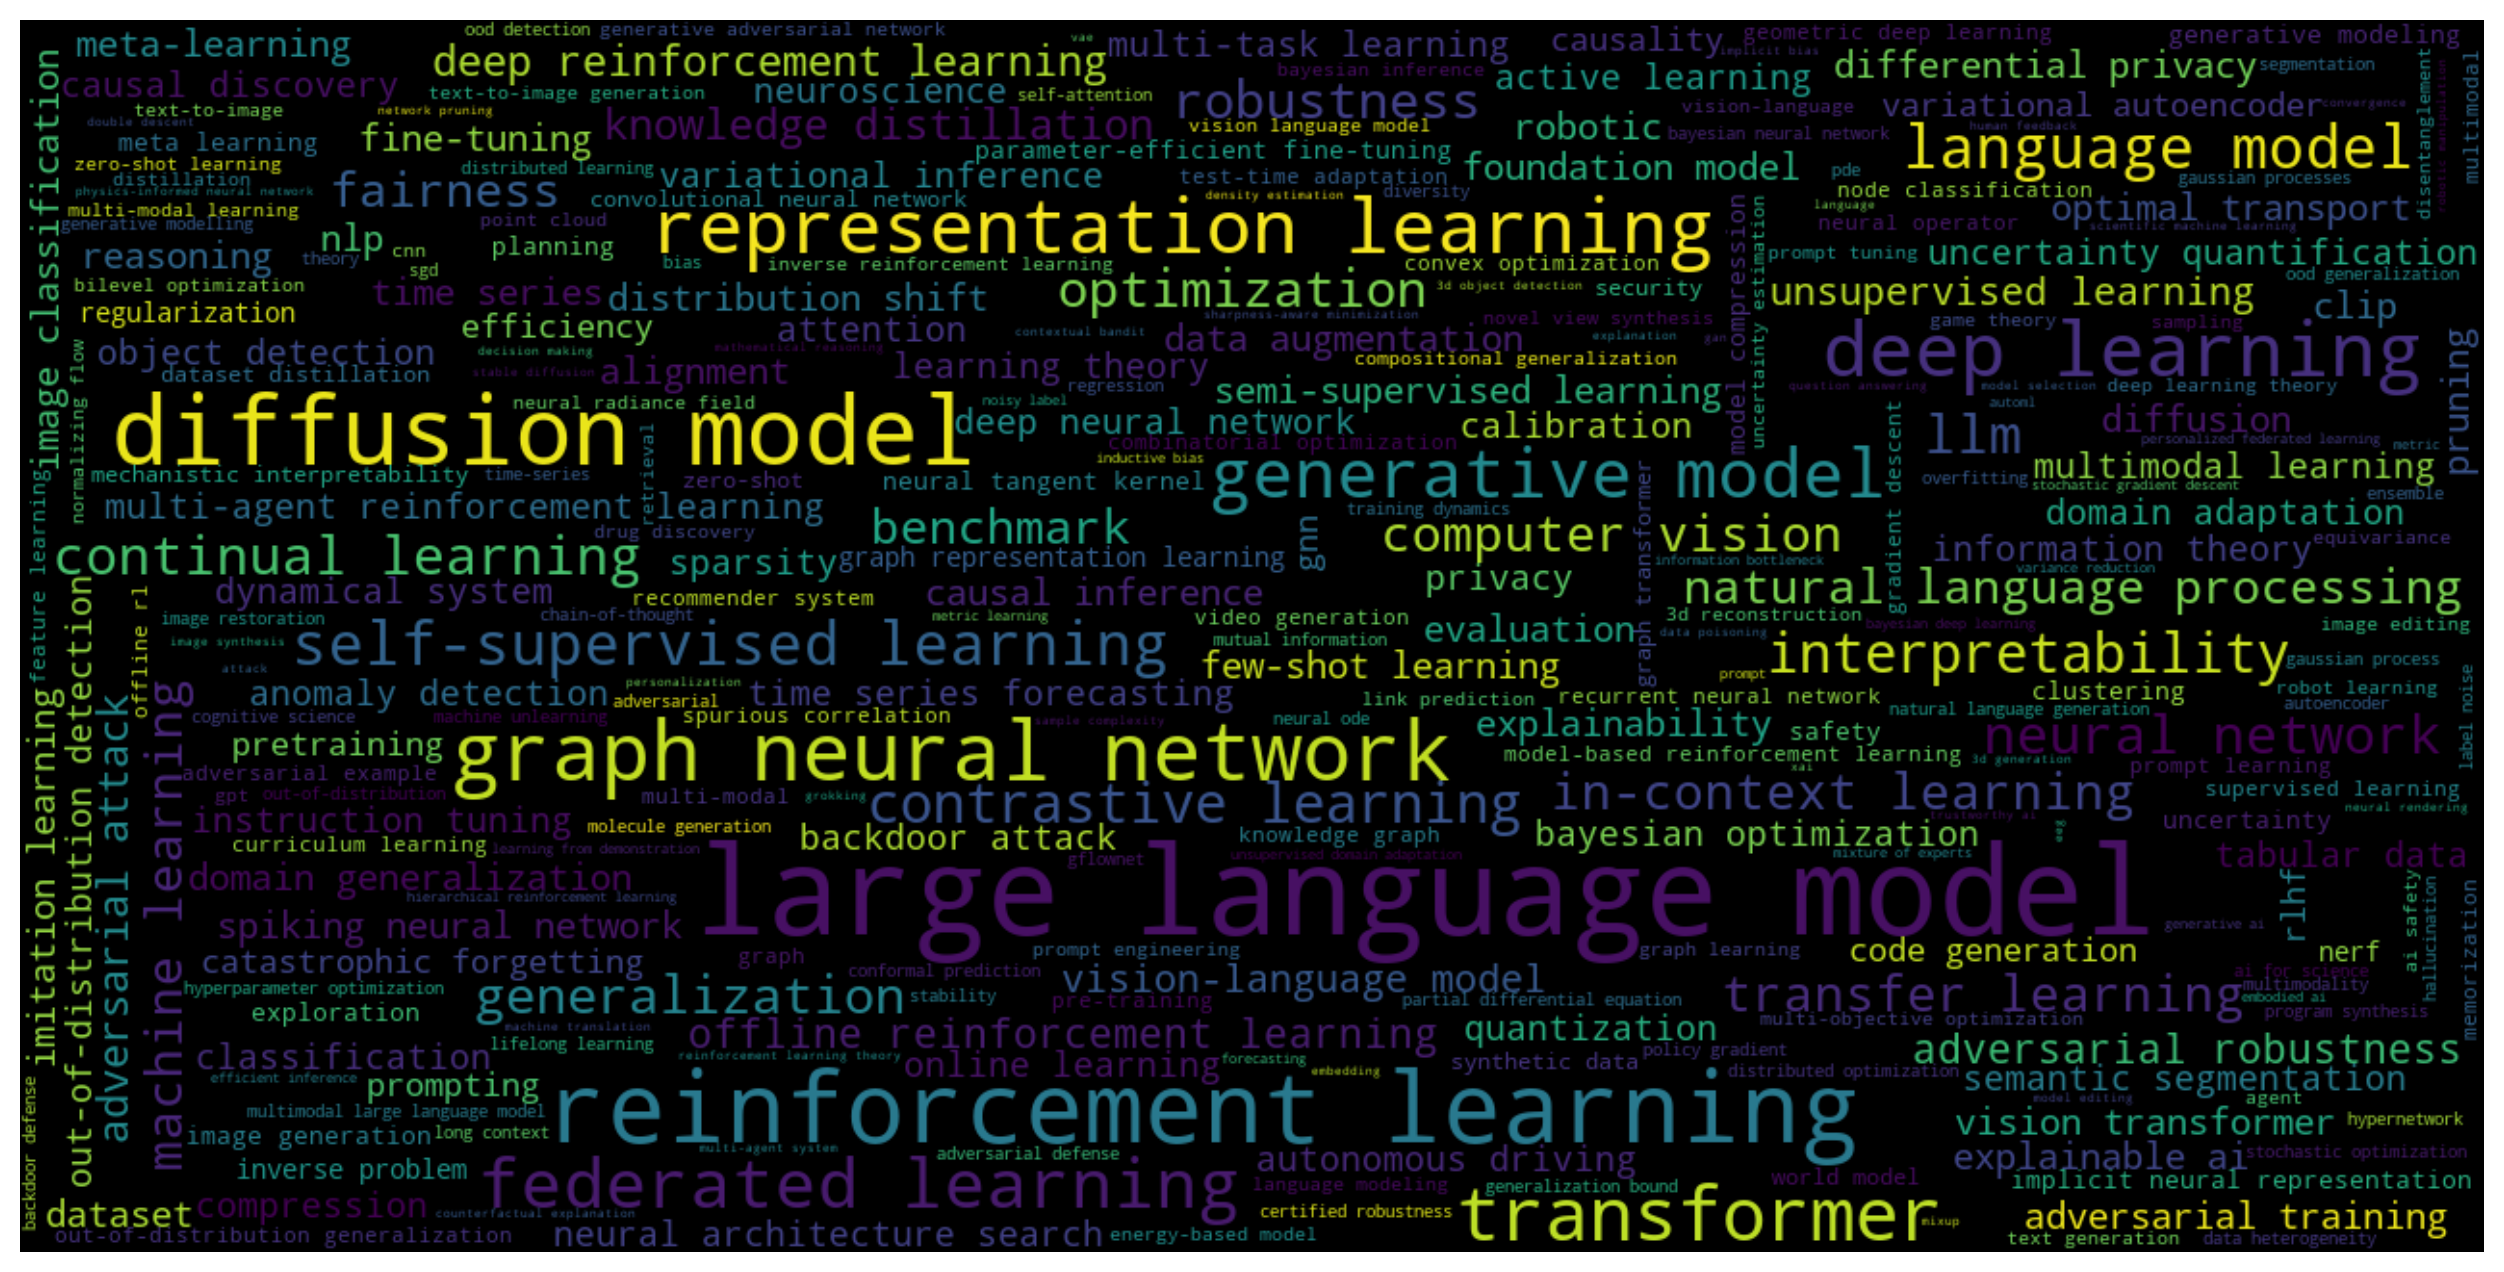 ood detection
generative adversarial network
vae
meta-learning
deep reinforcement learning
multi-task learning
causality
implicit bias
geometric deep learning
generative modeling
causal discovery
bayesian inference
active learning
differential privacy
segmentation
text-to-image generation
neuroscience
self-attention
robustness
text-to-image
network pruning
vision-language
variational autoencoder
convergence
double descent
meta learning
fine-tuning
knowledge distillation
vision language model
robotic
bayesian neural network
human feedback
language model
disentanglement
robotic manipulation
multimodal
zero-shot learning
distributed learning
variational inference
parameter-efficient fine-tuning
foundation model
pde
distillation
physics-informed neural network
fairness
convolutional neural network
test-time adaptation
diversity
node classification
gaussian processes
multi-modal learning
generative modelling
point cloud
density estimation
representation learning
language
neural operator
optimal transport
scientific machine learning
reasoning
theory
nlp
cnn
sgd
planning
bias
inverse reinforcement learning
convex optimization
prompt tuning
uncertainty quantification
ood generalization
bilevel optimization
time series
distribution shift
optimization
3d object detection
security
unsupervised learning
clip
regularization
efficiency
attention
sharpness-aware minimization
novel view synthesis
model compression
uncertainty estimation
game theory
sampling
image classification
object detection
decision making
contextual bandit
data augmentation
explanation
gan
deep learning
mathematical reasoning
learning theory
compositional generalization
dataset distillation
stable diffusion
alignment
regression
semi-supervised learning
question answering
model selection
deep learning theory
pruning
normalizing flow
neural radiance field
noisy label
automl
diffusion model
deep neural network
calibration
llm
diffusion
combinatorial optimization
personalized federated learning
metric
retrieval
inductive bias
mechanistic interpretability
time-series
zero-shot
neural tangent kernel
generative model
gradient descent
overfitting
multimodal learning
stochastic gradient descent
ensemble
multi-agent reinforcement learning
training dynamics
domain adaptation
drug discovery
benchmark
gnn
computer vision
graph transformer
information theory
equivariance
feature learning
continual learning
sparsity
graph representation learning
information bottleneck
variance reduction
privacy
natural language processing
dynamical system
recommender system
causal inference
offline rl
image restoration
chain-of-thought
metric learning
video generation
3d reconstruction
bayesian deep learning
image editing
image synthesis
self-supervised learning
mutual information
evaluation
data poisoning
attack
few-shot learning
prompt
interpretability
gaussian process
anomaly detection
personalization
adversarial
time series forecasting
link prediction
recurrent neural network
clustering
robot learning
autoencoder
cognitive science
machine unlearning
spurious correlation
sample complexity
neural ode
explainability
safety
natural language generation
label noise
pretraining
graph neural network
model-based reinforcement learning
neural network
3d generation
xai
prompt learning
adversarial example
gpt
out-of-distribution
multi-modal
grokking
contrastive learning
in-context learning
supervised learning
neural rendering
instruction tuning
molecule generation
backdoor attack
knowledge graph
bayesian optimization
trustworthy ai
eeg
uncertainty
curriculum learning
learning from demonstration
gflownet
unsupervised domain adaptation
mixture of experts
tabular data
imitation learning
out-of-distribution detection
adversarial attack
machine learning
domain generalization
hierarchical reinforcement learning
large language model
rlhf
ai safety
hallucination
memorization
spiking neural network
generative ai
catastrophic forgetting
graph
prompt engineering
graph learning
code generation
nerf
conformal prediction
vision-language model
ai for science
multimodality
hyperparameter optimization
generalization
stability
pre-training
partial differential equation
transfer learning
embodied ai
program synthesis
exploration
machine translation
offline reinforcement learning
quantization
multi-objective optimization
lifelong learning
classification
reinforcement learning theory
online learning
forecasting
synthetic data
policy gradient
adversarial robustness
efficient inference
prompting
embedding
distributed optimization
semantic segmentation
reinforcement learning
model editing
agent
multimodal large language model
vision transformer
hypernetwork
image generation
long context
multi-agent system
adversarial defense
autonomous driving
explainable ai
stochastic optimization
backdoor defense
inverse problem
federated learning
language modeling
generalization bound
world model
implicit neural representation
dataset
compression
counterfactual explanation
certified robustness
transformer
mixup
adversarial training
out-of-distribution generalization
neural architecture search
energy-based model
text generation
data heterogeneity